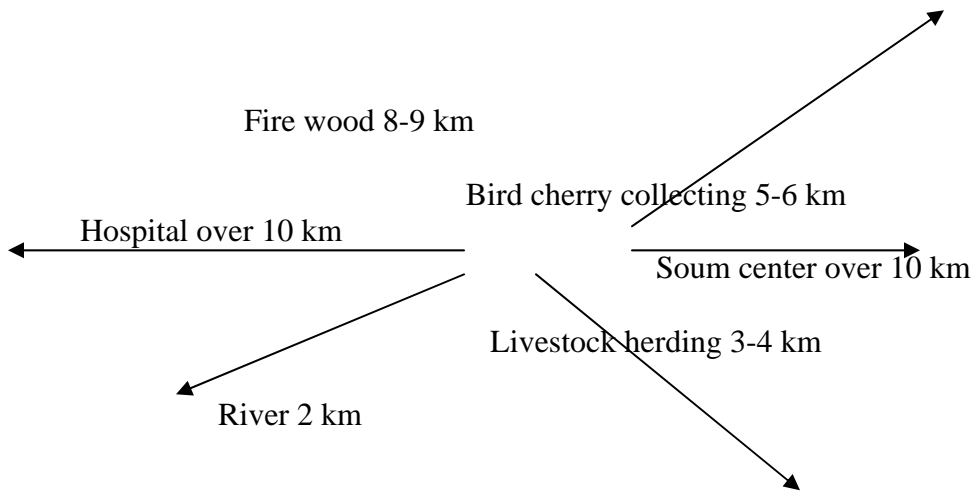 Fire wood 8-9 km
Bird cherry collecting 5-6 km
Hospital over 10 km
Soum center over 10 km
Livestock herding 3-4 km
River 2 km